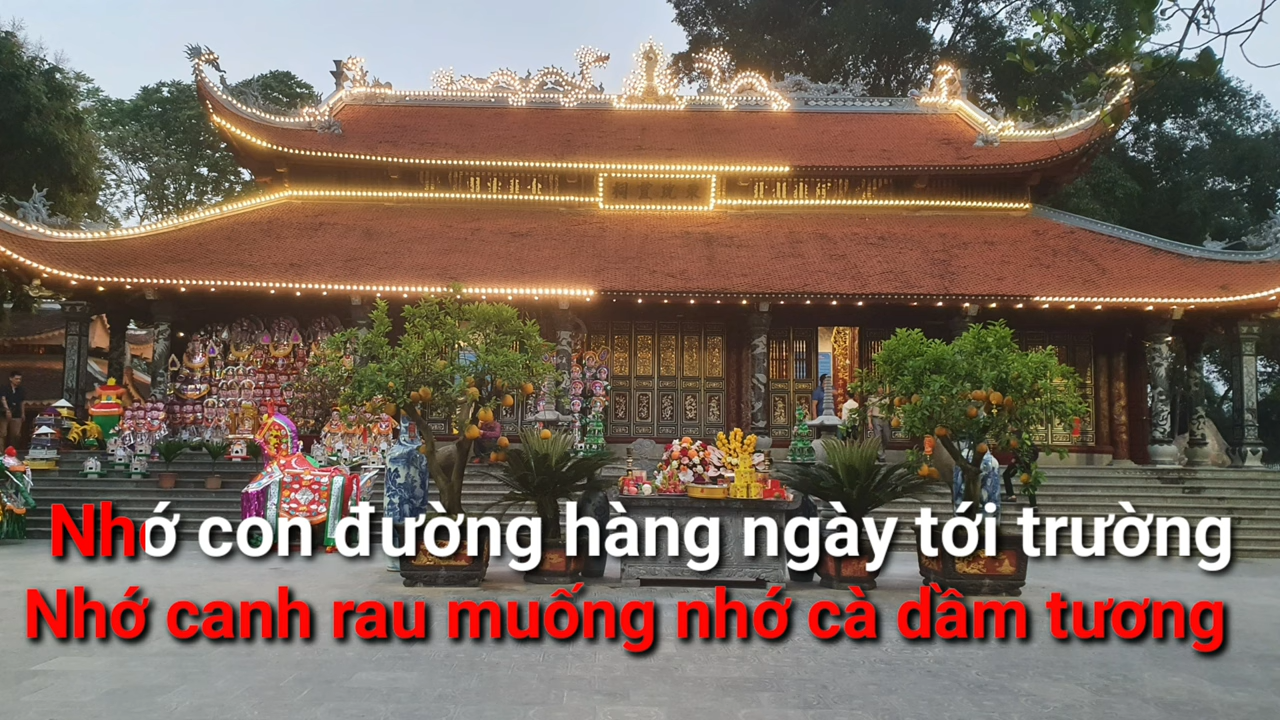 Nhớ con đường hàng ngày tới trường
Nhớ canh rau muống nhớ cà dầm tương